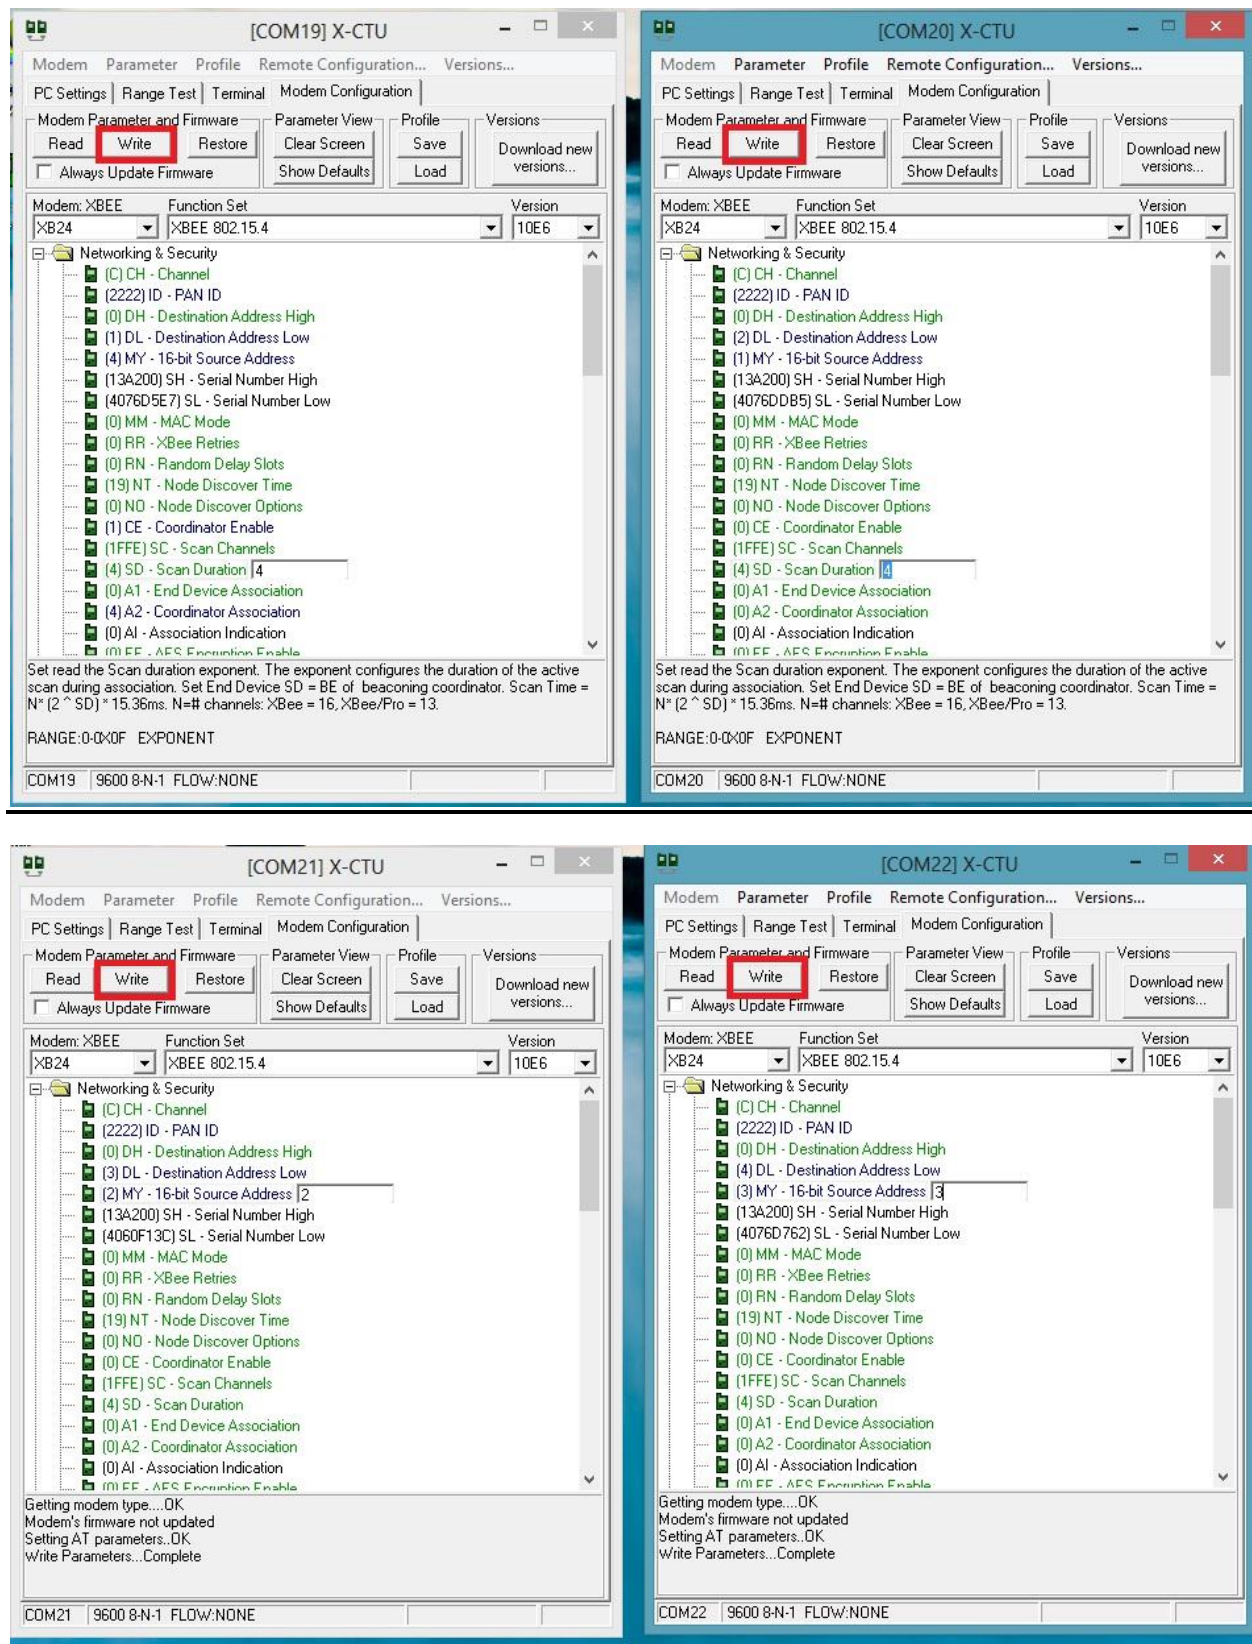 [COM19] X-CTU
Modem Parameter Profile Remote Configuration... Versions...
PC Settings Range Test Terminal Modem Configuration
Modem Parameter and Firmware Parameter View Profile Versions
Read Write Restore Clear Screen Save Download new versions...
Always Update Firmware Show Defaults Load
Modem: XBEE Function Set Version
XB24 XBEE 802.15.4 10E6
Networking & Security
(C) CH - Channel
(2222) ID - PAN ID
(0) DH - Destination Address High
(1) DL - Destination Address Low
(4) MY - 16-bit Source Address
(13A200) SH - Serial Number High
(4076D5E7) SL - Serial Number Low
(0) MM - MAC Mode
(0) RR - XBee Retries
(0) RN - Random Delay Slots
(19) NT - Node Discover Time
(0) NO - Node Discover Options
(1) CE - Coordinator Enable
(1FFE) SC - Scan Channels
(4) SD - Scan Duration 4
(0) A1 - End Device Association
(4) A2 - Coordinator Association
(0) AI - Association Indication
(0) EE - AES Encryption Enable
Set read the Scan duration exponent. The exponent configures the duration of the active
scan during association. Set End Device SD = BE of beaconing coordinator. Scan Time =
N* (2 ^ SD) * 15.36ms. N=# channels: XBee = 16, XBee/Pro = 13.
RANGE:0-0X0F EXPONENT
COM19 9600 8-N-1 FLOW:NONE
[COM20] X-CTU
Modem Parameter Profile Remote Configuration... Versions...
PC Settings Range Test Terminal Modem Configuration
Modem Parameter and Firmware Parameter View Profile Versions
Read Write Restore Clear Screen Save Download new versions...
Always Update Firmware Show Defaults Load
Modem: XBEE Function Set Version
XB24 XBEE 802.15.4 10E6
Networking & Security
(C) CH - Channel
(2222) ID - PAN ID
(0) DH - Destination Address High
(2) DL - Destination Address Low
(1) MY - 16-bit Source Address
(13A200) SH - Serial Number High
(4076DDB5) SL - Serial Number Low
(0) MM - MAC Mode
(0) RR - XBee Retries
(0) RN - Random Delay Slots
(19) NT - Node Discover Time
(0) NO - Node Discover Options
(0) CE - Coordinator Enable
(1FFE) SC - Scan Channels
(4) SD - Scan Duration 4
(0) A1 - End Device Association
(0) A2 - Coordinator Association
(0) AI - Association Indication
(0) EE - AES Encryption Enable
Set read the Scan duration exponent. The exponent configures the duration of the active
scan during association. Set End Device SD = BE of beaconing coordinator. Scan Time =
N* (2 ^ SD) * 15.36ms. N=# channels: XBee = 16, XBee/Pro = 13.
RANGE:0-0X0F EXPONENT
COM20 9600 8-N-1 FLOW:NONE
[COM21] X-CTU
Modem Parameter Profile Remote Configuration... Versions...
PC Settings Range Test Terminal Modem Configuration
Modem Parameter and Firmware Parameter View Profile Versions
Read Write Restore Clear Screen Save Download new versions...
Always Update Firmware Show Defaults Load
Modem: XBEE Function Set Version
XB24 XBEE 802.15.4 10E6
Networking & Security
(C) CH - Channel
(2222) ID - PAN ID
(0) DH - Destination Address High
(3) DL - Destination Address Low
(2) MY - 16-bit Source Address 2
(13A200) SH - Serial Number High
(4060F13C) SL - Serial Number Low
(0) MM - MAC Mode
(0) RR - XBee Retries
(0) RN - Random Delay Slots
(19) NT - Node Discover Time
(0) NO - Node Discover Options
(0) CE - Coordinator Enable
(1FFE) SC - Scan Channels
(4) SD - Scan Duration
(0) A1 - End Device Association
(0) A2 - Coordinator Association
(0) AI - Association Indication
(0) EE - AES Encryption Enable
Getting modem type....OK
Modem's firmware not updated
Setting AT parameters..OK
Write Parameters...Complete
COM21 9600 8-N-1 FLOW:NONE
[COM22] X-CTU
Modem Parameter Profile Remote Configuration... Versions...
PC Settings Range Test Terminal Modem Configuration
Modem Parameter and Firmware Parameter View Profile Versions
Read Write Restore Clear Screen Save Download new versions...
Always Update Firmware Show Defaults Load
Modem: XBEE Function Set Version
XB24 XBEE 802.15.4 10E6
Networking & Security
(C) CH - Channel
(2222) ID - PAN ID
(0) DH - Destination Address High
(4) DL - Destination Address Low
(3) MY - 16-bit Source Address 3
(13A200) SH - Serial Number High
(4076D762) SL - Serial Number Low
(0) MM - MAC Mode
(0) RR - XBee Retries
(0) RN - Random Delay Slots
(19) NT - Node Discover Time
(0) NO - Node Discover Options
(0) CE - Coordinator Enable
(1FFE) SC - Scan Channels
(4) SD - Scan Duration
(0) A1 - End Device Association
(0) A2 - Coordinator Association
(0) AI - Association Indication
(0) EE - AES Encryption Enable
Getting modem type....OK
Modem's firmware not updated
Setting AT parameters..OK
Write Parameters...Complete
COM22 9600 8-N-1 FLOW:NONE